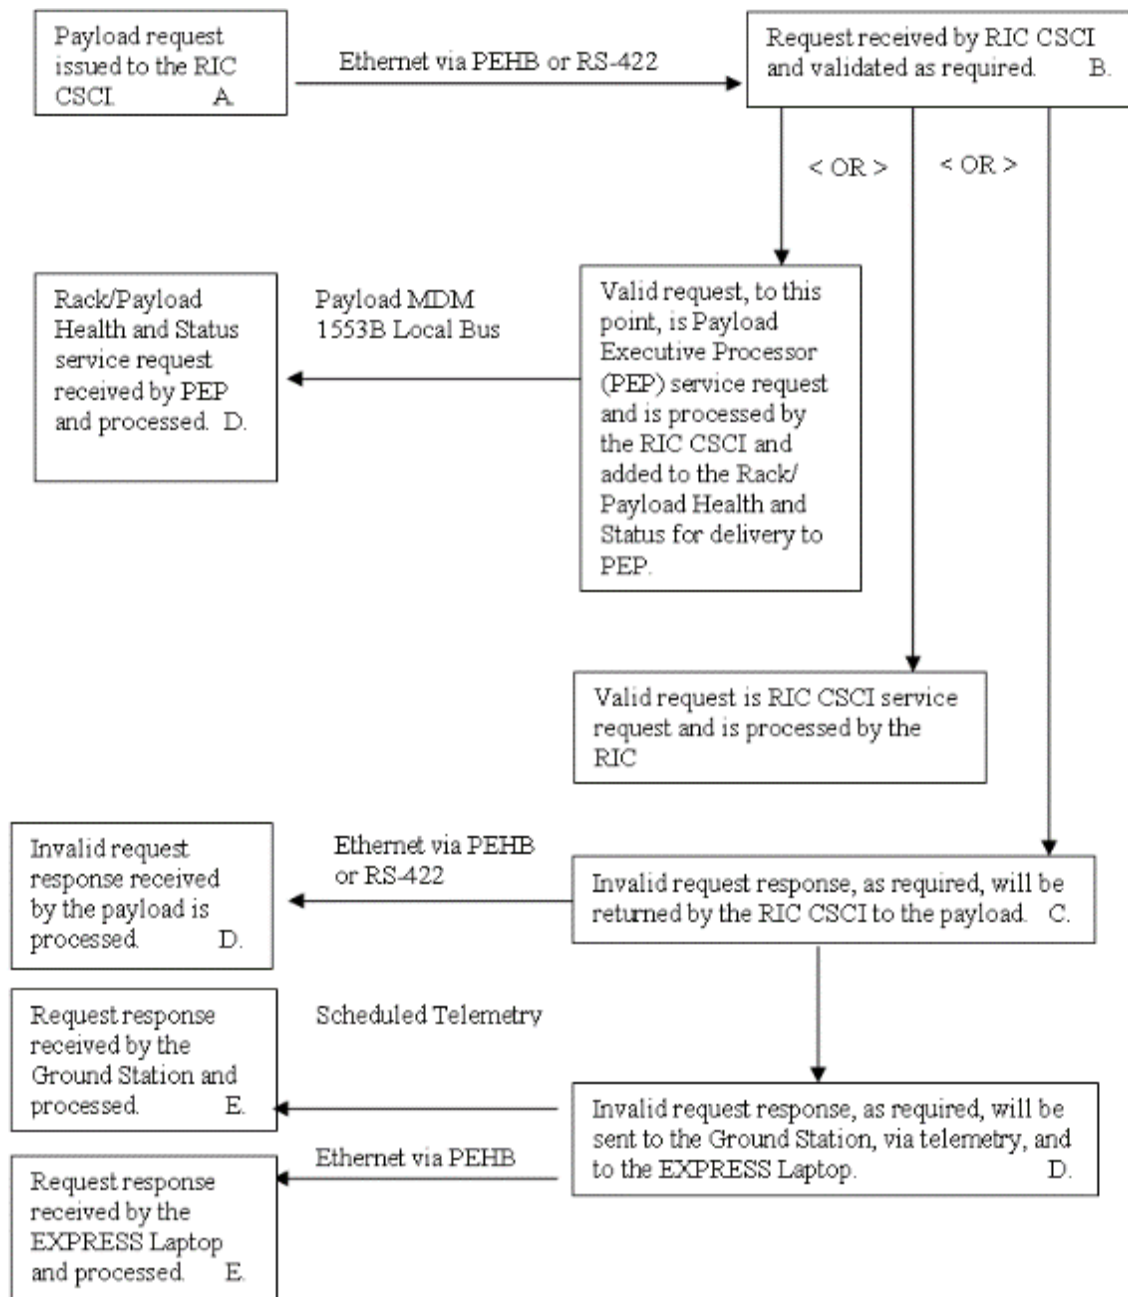 Payload request
issued to the RIC
CSCI. A.
Ethernet via PEHB or RS-422
Request received by RIC CSCI
and validated as required. B.
< OR >
< OR >
Rack/Payload
Health and Status
service request
received by PEP
and processed. D.
Payload MDM
1553B Local Bus
Valid request, to this
point, is Payload
Executive Processor
(PEP) service request
and is processed by
the RIC CSCI and
added to the Rack/
Payload Health and
Status for delivery to
PEP.
Valid request is RIC CSCI service
request and is processed by the
RIC
Invalid request
response received
by the payload is
processed. D.
Ethernet via PEHB
or RS-422
Invalid request response, as required, will be
returned by the RIC CSCI to the payload. C.
Request response
received by the
Ground Station and
processed. E.
Scheduled Telemetry
Invalid request response, as required, will be
sent to the Ground Station, via telemetry, and
to the EXPRESS Laptop. D.
Ethernet via PEHB
Request response
received by the
EXPRESS Laptop
and processed. E.